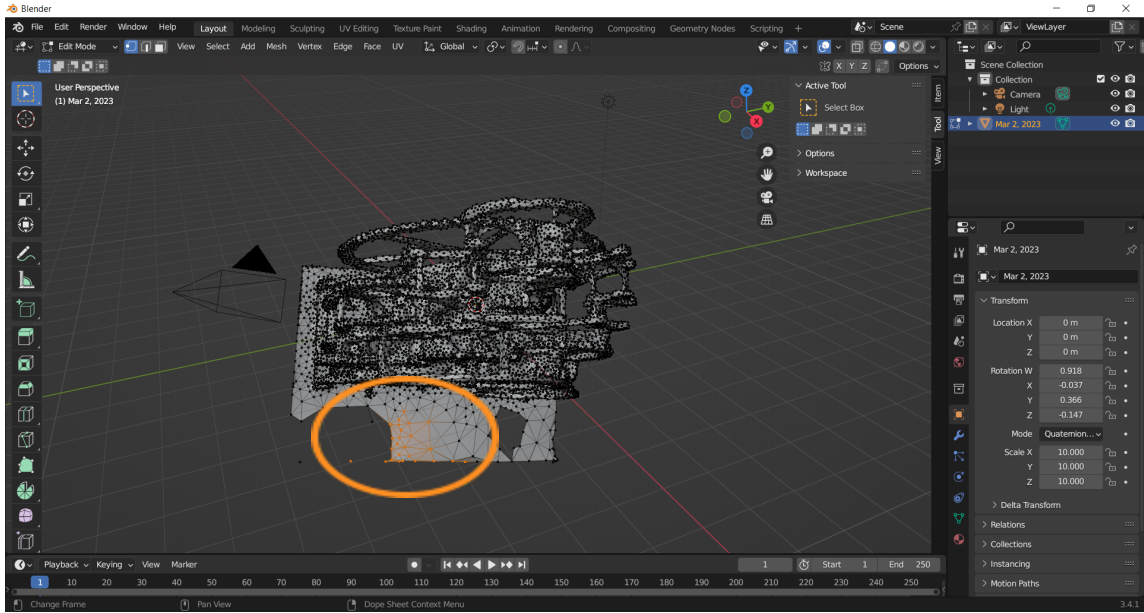 Blender
File Edit Render Window Help Layout Modeling Sculpting UV Editing Texture Paint Shading Animation Rendering Compositing Geometry Nodes Scripting + Scene ViewLayer
Edit Mode View Select Add Mesh Vertex Edge Face UV Global
X Y Z Options
User Perspective
(1) Mar 2, 2023
Z
Y
X
Active Tool
Select Box
Options
Workspace
Item
Tool
View
Scene Collection
Collection
Camera
Light
Mar 2, 2023
Mar 2, 2023
Mar 2, 2023
Transform
Location X 0 m
Y 0 m
Z 0 m
Rotation W 0.918
X -0.037
Y 0.366
Z -0.147
Mode Quaternion...
Scale X 10.000
Y 10.000
Z 10.000
Delta Transform
Relations
Collections
Instancing
Motion Paths
Playback Keying View Marker 1 Start 1 End 250
1 10 20 30 40 50 60 70 80 90 100 110 120 130 140 150 160 170 180 190 200 210 220 230 240 250
Change Frame Pan View Dope Sheet Context Menu 3.4.1